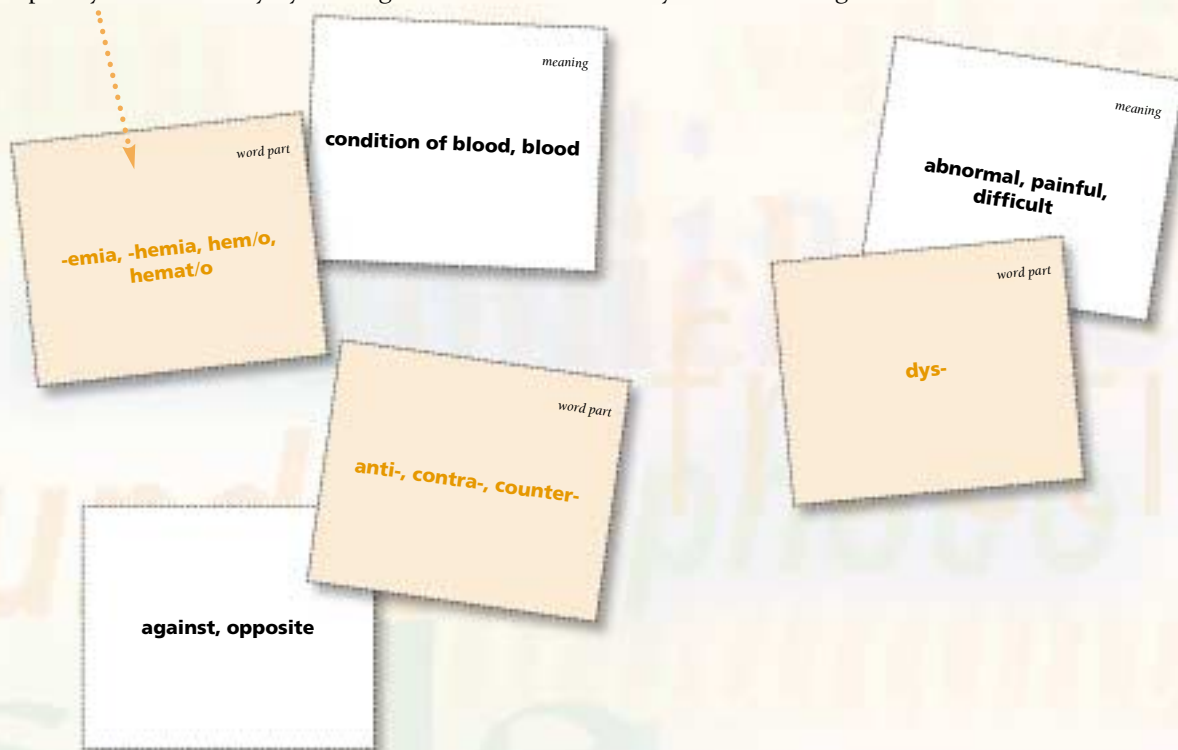 meaning
condition of blood, blood
word part
-emia, -hemia, hem/o,
hemat/o
meaning
abnormal, painful,
difficult
word part
dys-
word part
anti-, contra-, counter-
against, opposite